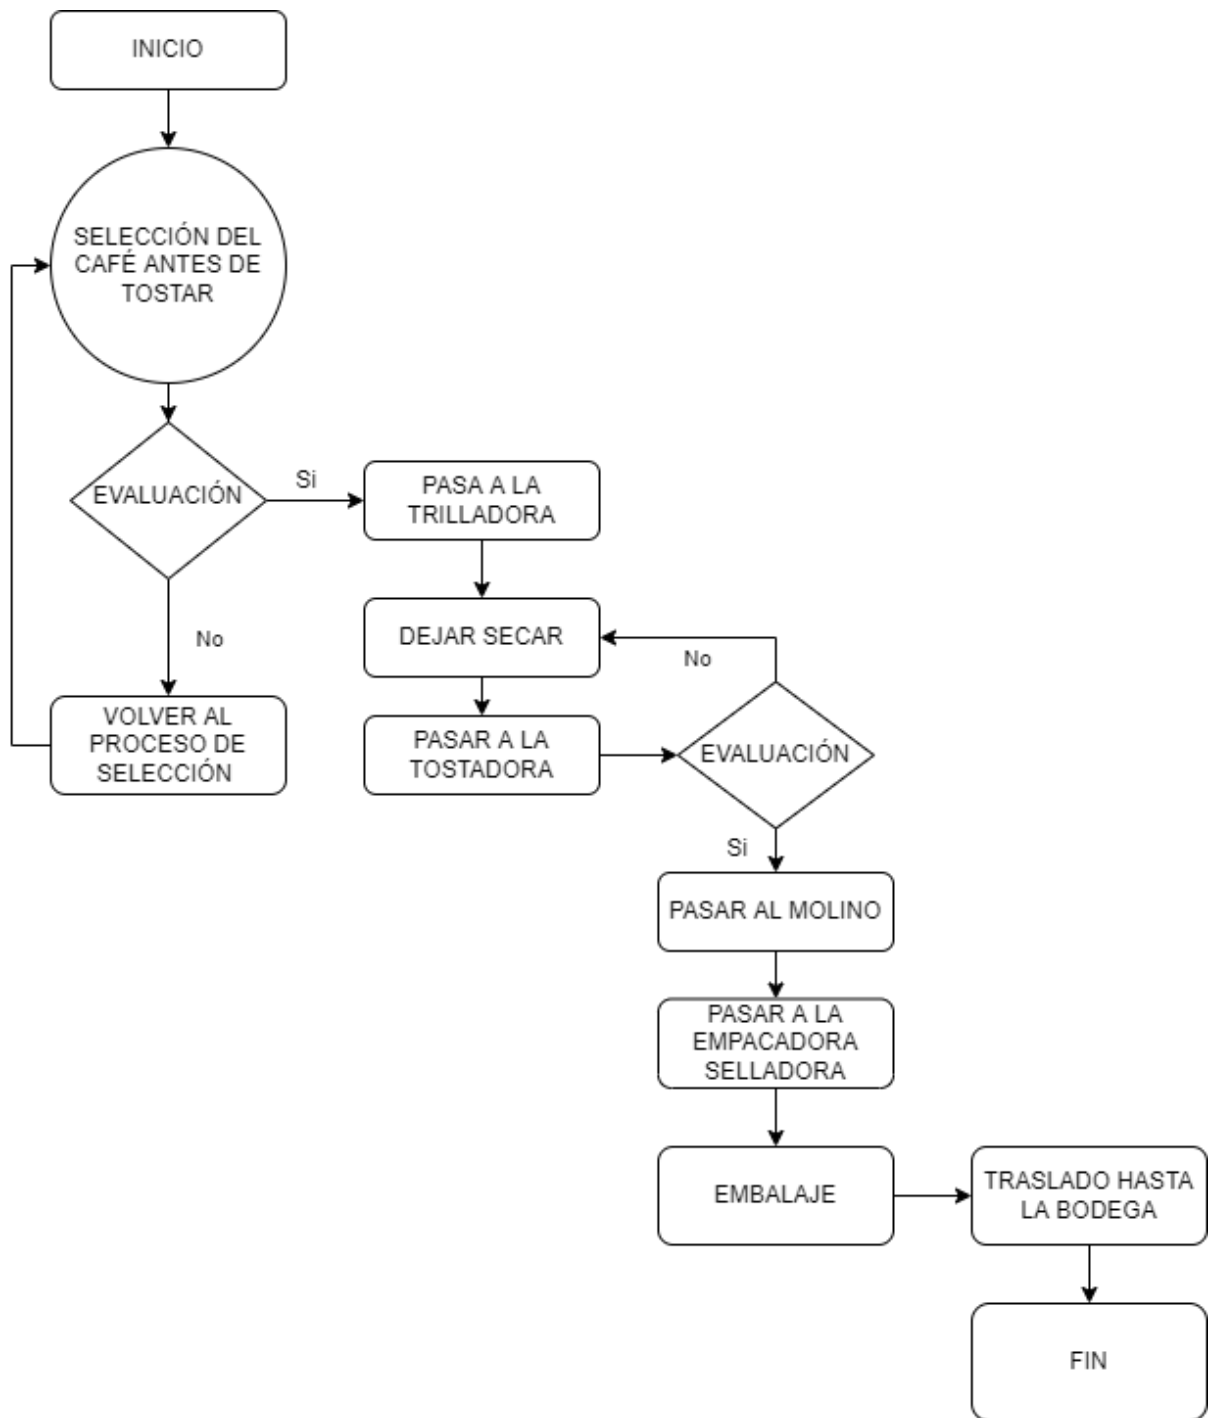 INICIO
SELECCIÓN DEL
CAFÉ ANTES DE
TOSTAR
EVALUACIÓN
Si
PASA A LA
TRILLADORA
DEJAR SECAR
No
No
VOLVER AL
PROCESO DE
SELECCIÓN
PASAR A LA
TOSTADORA
EVALUACIÓN
Si
PASAR AL MOLINO
PASAR A LA
EMPACADORA
SELLADORA
EMBALAJE
TRASLADO HASTA
LA BODEGA
FIN